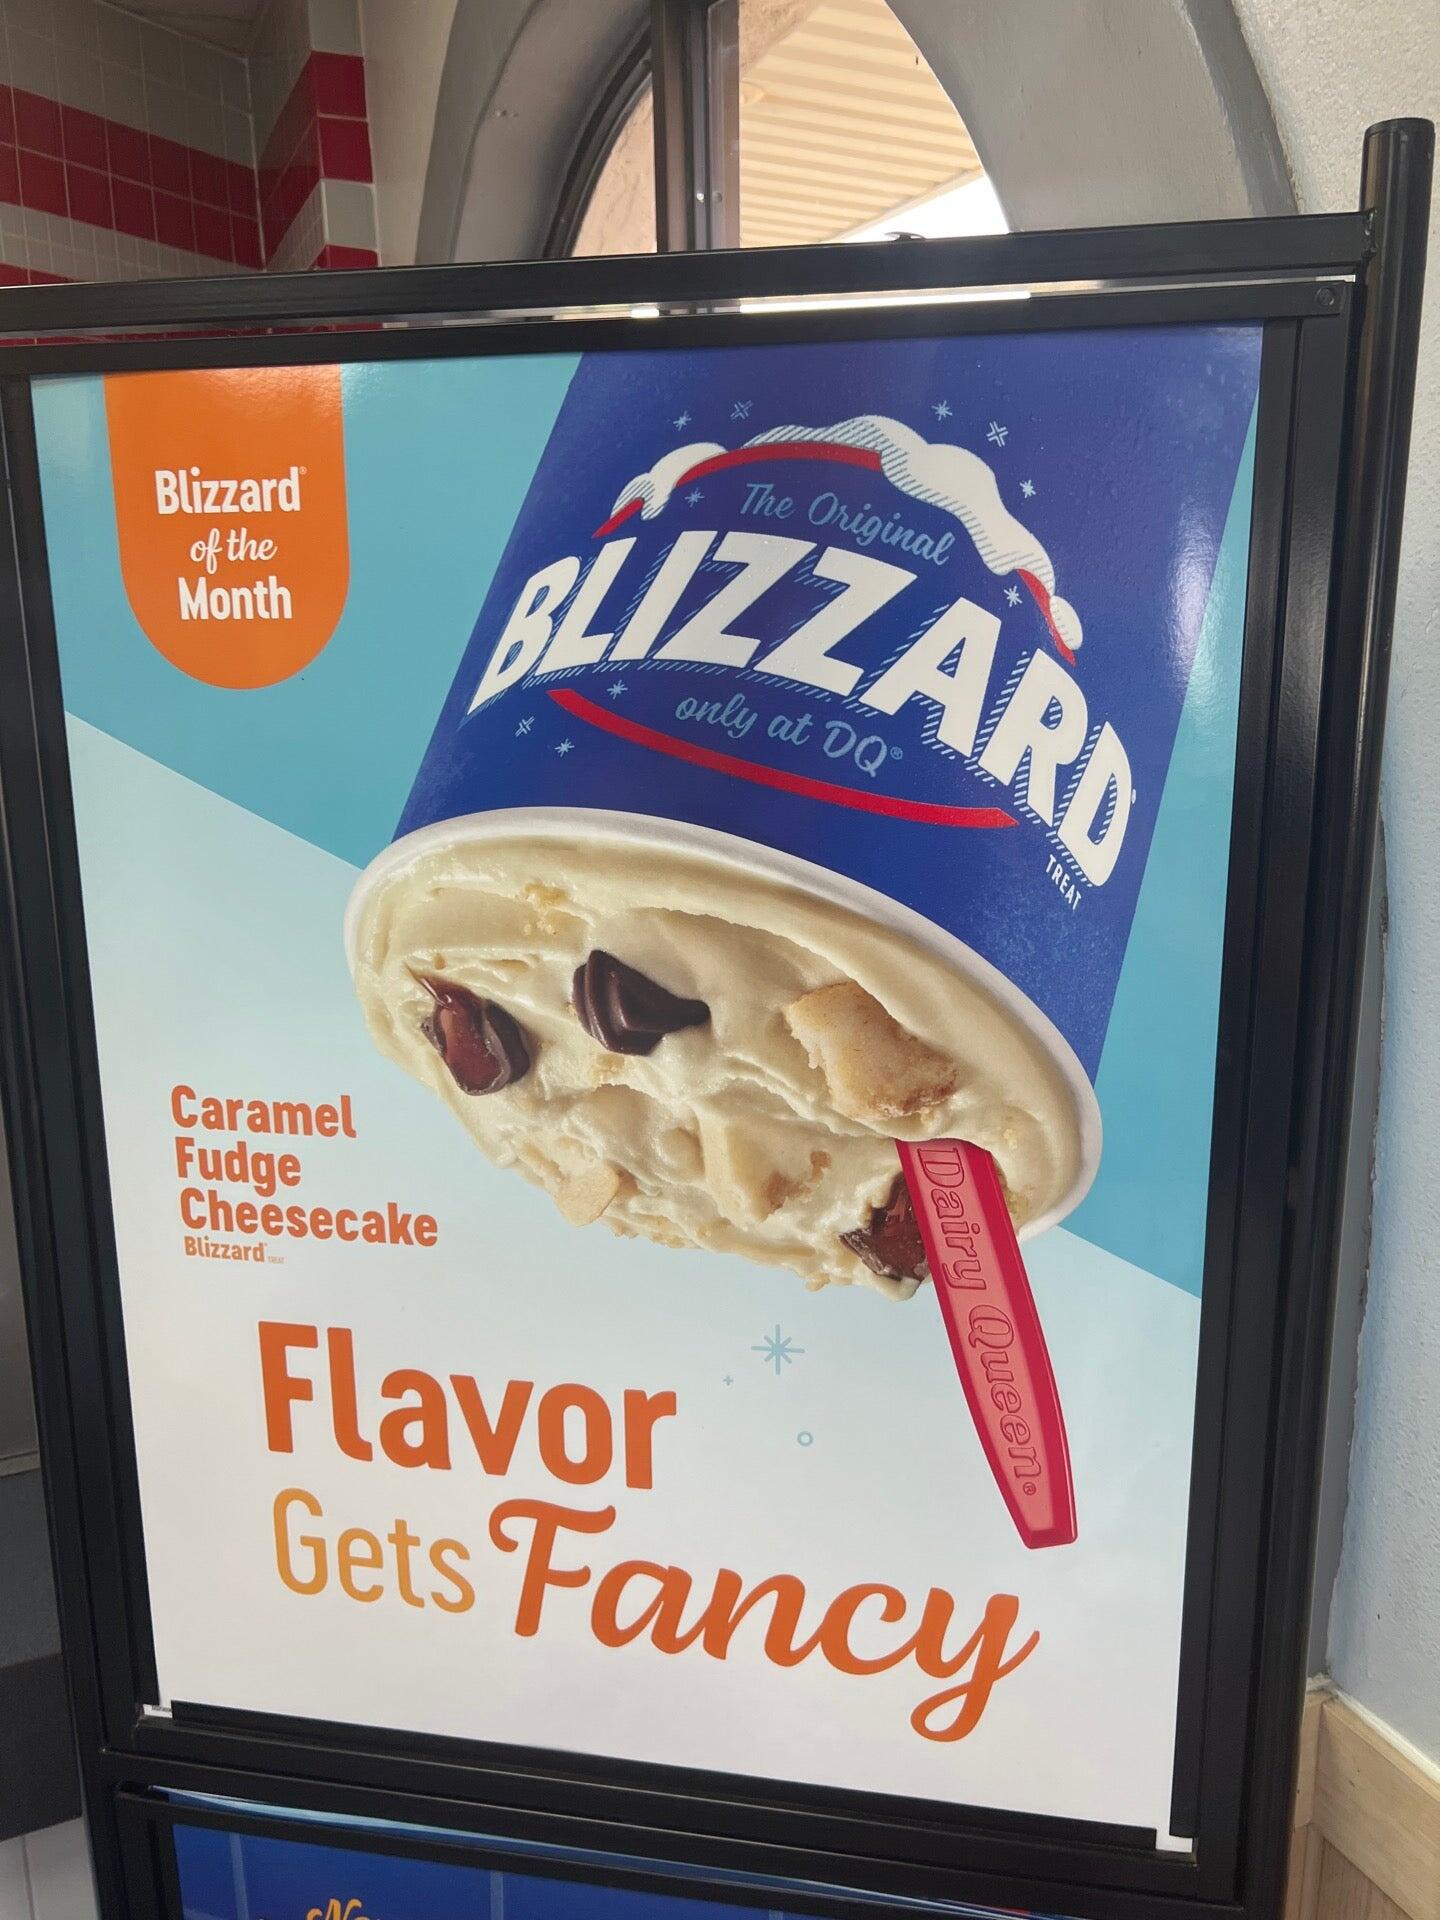 Blizzard®
of the
Month
The Original
BLIZZARD®
only at DQ®
TREAT
Caramel
Fudge
Cheesecake
Blizzard® TREAT
Dairy Queen®
Flavor
Gets Fancy